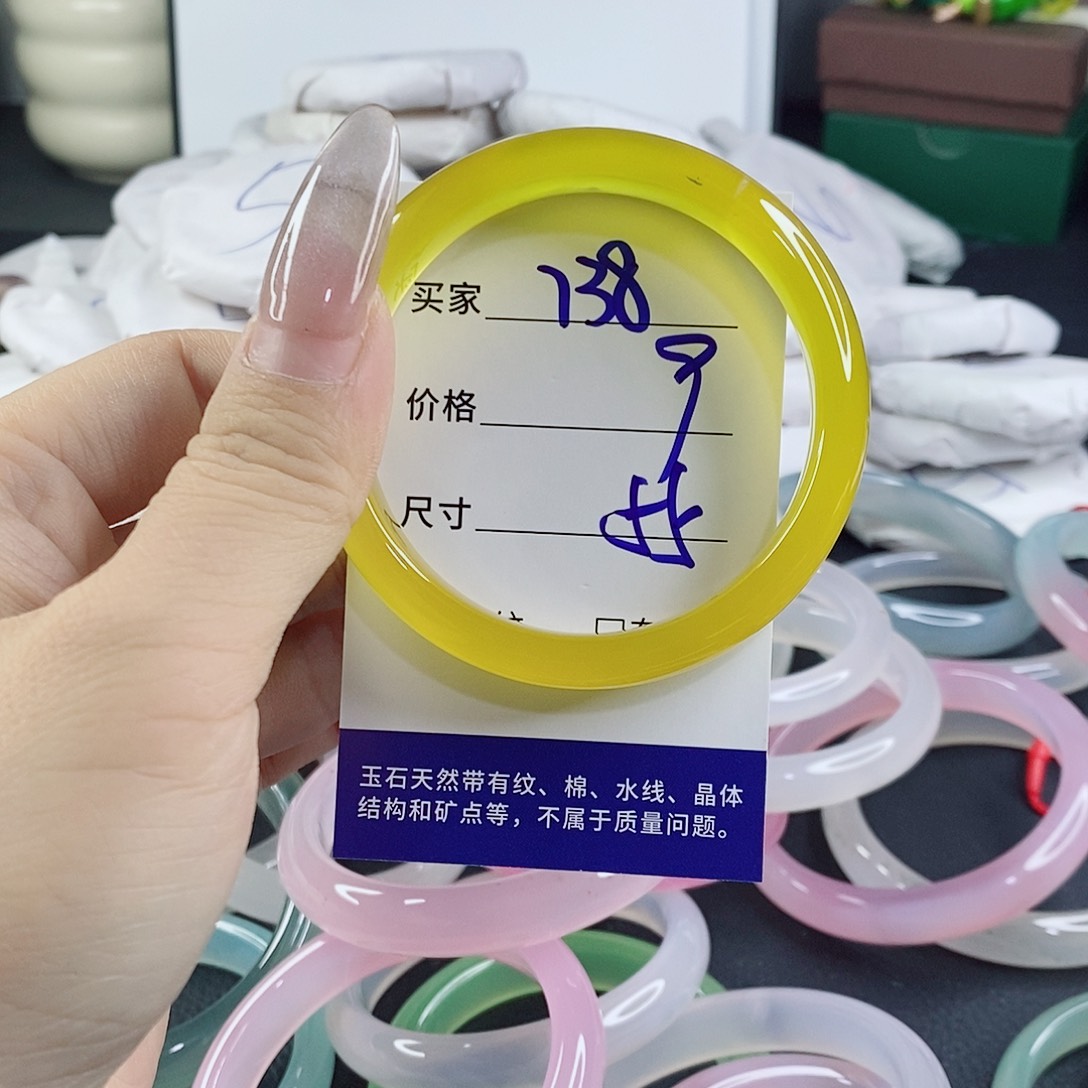 买家 138
价格
尺寸
玉石天然带有纹、棉、水线、晶体
结构和矿点等，不属于质量问题。